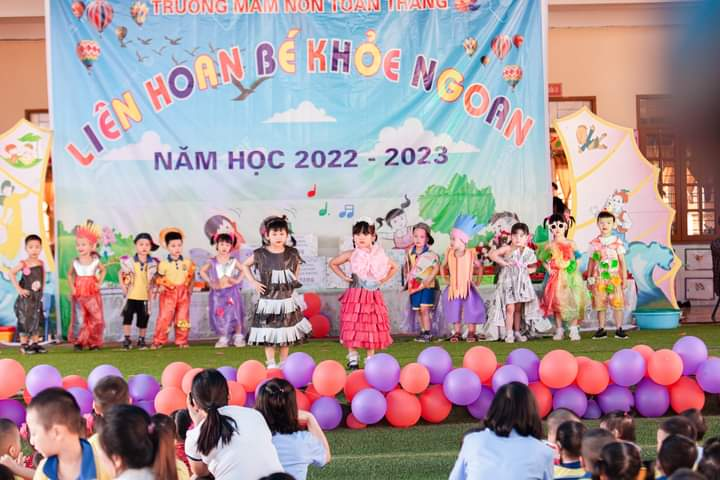 TRƯỜNG MẦM NON TOÀN THẮNG
LIÊN HOAN BÉ KHỎE NGOAN
NĂM HỌC 2022 - 2023